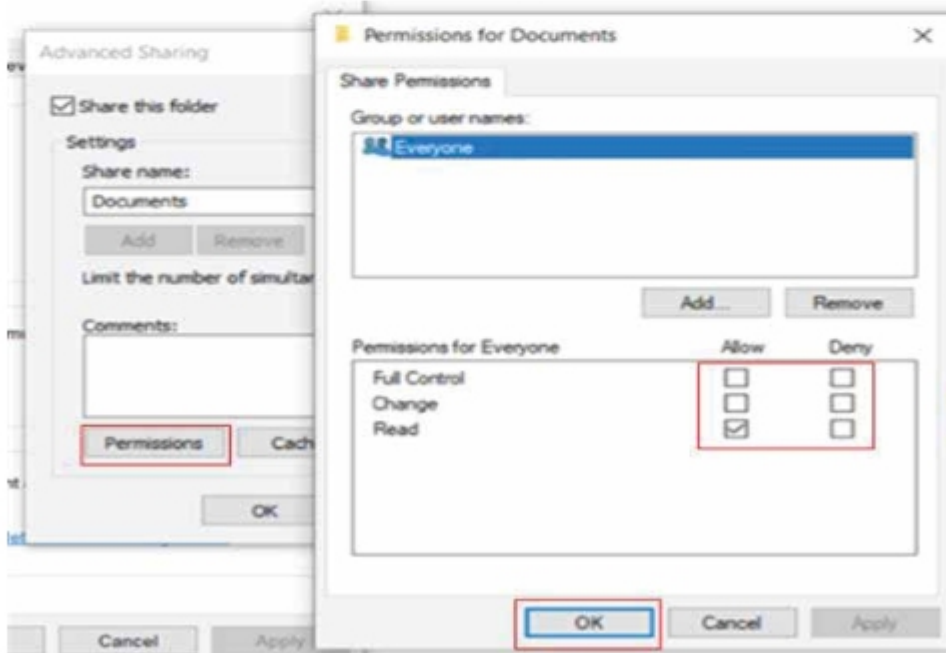 Advanced Sharing
Share this folder
Settings
Share name:
Documents
Add Remove
Limit the number of simultan
Comments:
Permissions Cach
OK
Cancel Apply
Permissions for Documents
Share Permissions
Group or user names:
Everyone
Add... Remove
Permissions for Everyone Allow Deny
Full Control
Change
Read
OK Cancel Apply